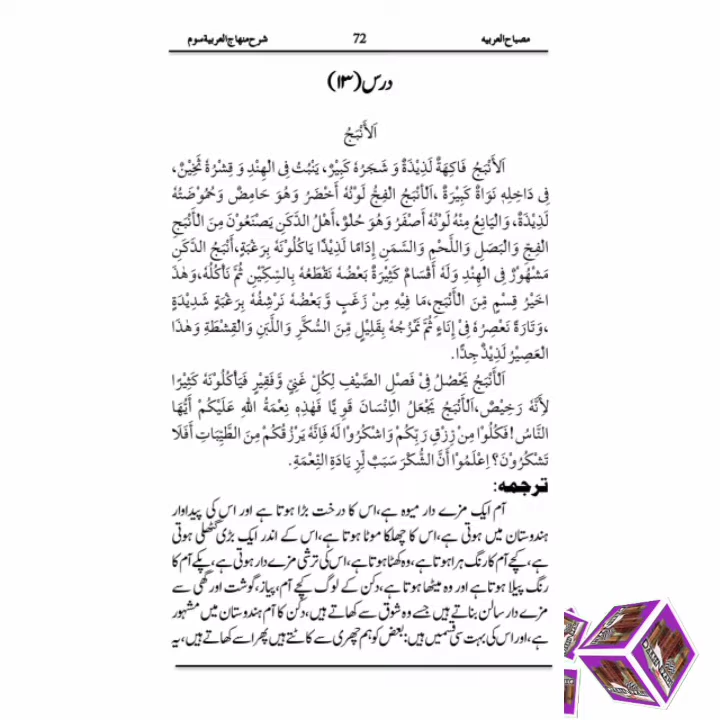 مصباح العربیه 72 شرح منہاج العربیة سوم
درس (۱۳)
اَلأَنْبَجُ
اَلأَنْبَجُ فَاكِهَةٌ لَذِيْذَةٌ وَ شَجَرُهٗ كَبِيْرٌ، يَنْبُتُ فِى الْهِنْدِ وَ قِشْرُهٗ ثَخِيْنٌ،
فِى دَاخِلِهٖ نَوَاةٌ كَبِيْرَةٌ ،اَلْأَنْبَجُ الْفِجُّ لَوْنُهٗ أَخْضَرُ وَهُوَ حَامِضٌ وَحُمُوْضَتُهٗ
لَذِيْذَةٌ، وَالْيَانِعُ مِنْهُ لَوْنُهٗ أَصْفَرُ وَهُوَ حُلْوٌ، أَهْلُ الدَّكَنِ يَصْنَعُوْنَ مِنَ الْأَنْبَجِ
الْفِجِّ وَالْبَصَلِ وَاللَّحْمِ وَالسَّمَنِ إِدَامًا لَذِيْذًا يَأكُلُوْنَهٗ بِرَغْبَةٍ، أَنْبَجُ الدَّكَنِ
مَشْهُوْرٌ فِى الْهِنْدِ وَلَهٗ أَقْسَامٌ كَثِيْرَةٌ بَعْضُهٗ نَقْطَعُهٗ بِالسِّكِّيْنِ ثُمَّ نَأْكُلُهٗ، وَهٰذَا
اخَيْرُ قِسْمٍ مِّنَ الْأَنْبَجِ، مَا فِيْهِ مِنْ زَغَبٍ وَّ بَعْضُهٗ نَرْشِفُهٗ بِرَغْبَةٍ شَدِيْدَةٍ
،وَتَارَةً نَعْصِرُهٗ فِىْ إِنَاءٍ ثُمَّ نَمْزُجُهٗ بِقَلِيْلٍ مِّنَ السُّكَّرِ وَاللَّبَنِ وَالْقِشْطَةِ وَهٰذَا
الْعَصِيْرُ لَذِيْذٌ جِدًّا.
اَلْأَنْبَجُ يَحْصُلُ فِىْ فَصْلِ الصَّيْفِ لِكُلِّ غَنِىٍّ وَّ فَقِيْرٍ فَيَأكُلُوْنَهٗ كَثِيْرًا
لِأَنَّهٗ رَخِيْصٌ، اَلْأَنْبَجُ يَجْعَلُ الْاِنْسَانَ قَوِيًّا فَهٰذِهٖ نِعْمَةُ اللهِ عَلَيْكُمْ أَيُّهَا
النَّاسُ! فَكُلُوْا مِنْ رِزْقِ رَبِّكُمْ وَاشْكُرُوْا لَهٗ فَاِنَّهٗ يَرْزُقُكُمْ مِنَ الطَّيِّبَاتِ أَفَلَا
تَشْكُرُوْنَ؟ اِعْلَمُوْا أَنَّ الشُّكْرَ سَبَبٌ لِّزِيَادَةِ النِّعْمَةِ.
ترجمہ:
آم ایک مزے دار میوہ ہے، اس کا درخت بڑا ہوتا ہے اور اس کی پیداوار
ہندوستان میں ہوتی ہے، اس کا چھلکا موٹا ہوتا ہے، اس کے اندر ایک بڑی گٹھلی ہوتی
ہے، کچے آم کا رنگ ہرا ہوتا ہے، وہ کھٹا ہوتا ہے، اس کی ترشی مزے دار ہوتی ہے، پکے آم کا
رنگ پیلا ہوتا ہے اور وہ میٹھا ہوتا ہے، دکن کے لوگ کچے آم، پیاز، گوشت اور گھی سے
مزے دار سالن بناتے ہیں جسے وہ شوق سے کھاتے ہیں، دکن کا آم ہندوستان میں مشہور
ہے، اور اس کی بہت سی قسمیں ہیں: بعض کو ہم چھری سے کاٹتے ہیں پھر اسے کھاتے ہیں، یہ